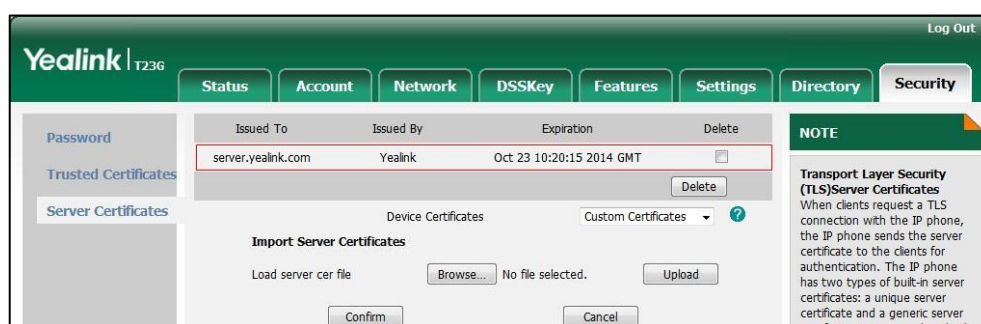 Log Out
Yealink T23G
Status Account Network DSSKey Features Settings Directory Security
Password
Trusted Certificates
Server Certificates
Issued To Issued By Expiration Delete
server.yealink.com Yealink Oct 23 10:20:15 2014 GMT
Delete
Device Certificates Custom Certificates ?
Import Server Certificates
Load server cer file Browse... No file selected. Upload
Confirm Cancel
NOTE
Transport Layer Security
(TLS)Server Certificates
When clients request a TLS
connection with the IP phone,
the IP phone sends the server
certificate to the clients for
authentication. The IP phone
has two types of built-in server
certificates: a unique server
certificate and a generic server